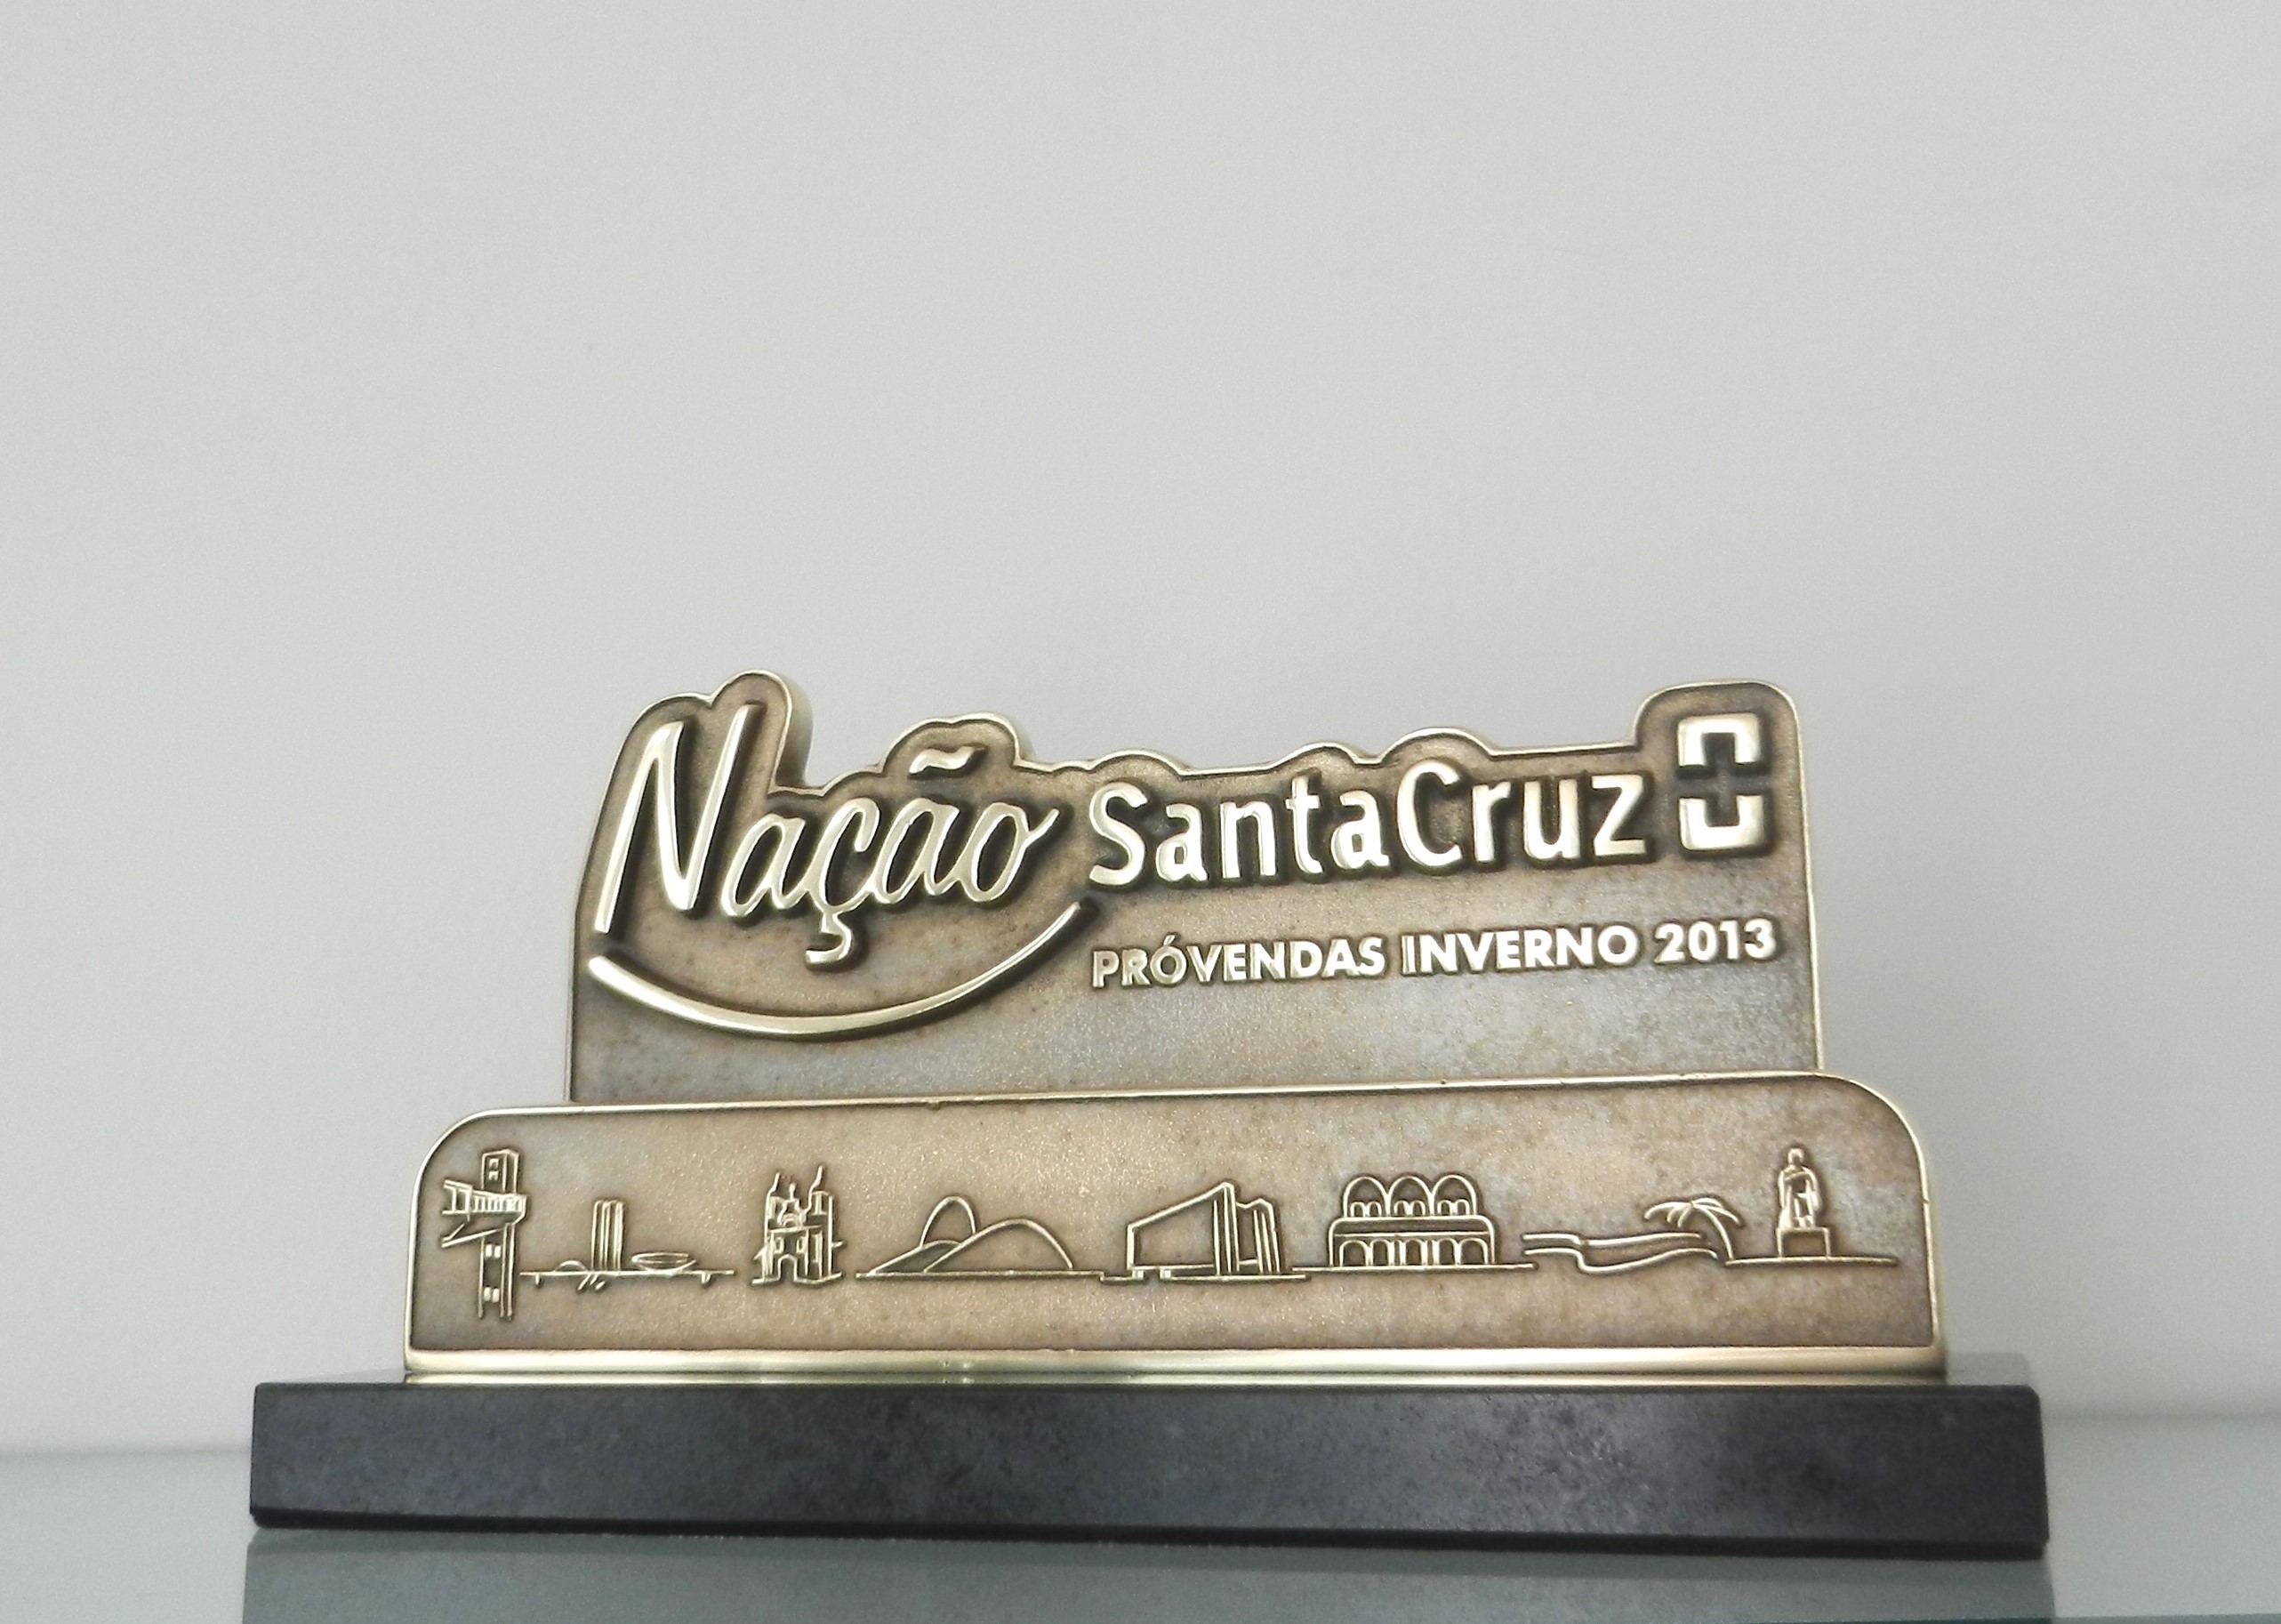 Nação SantaCruz
PRÓVENDAS INVERNO 2013